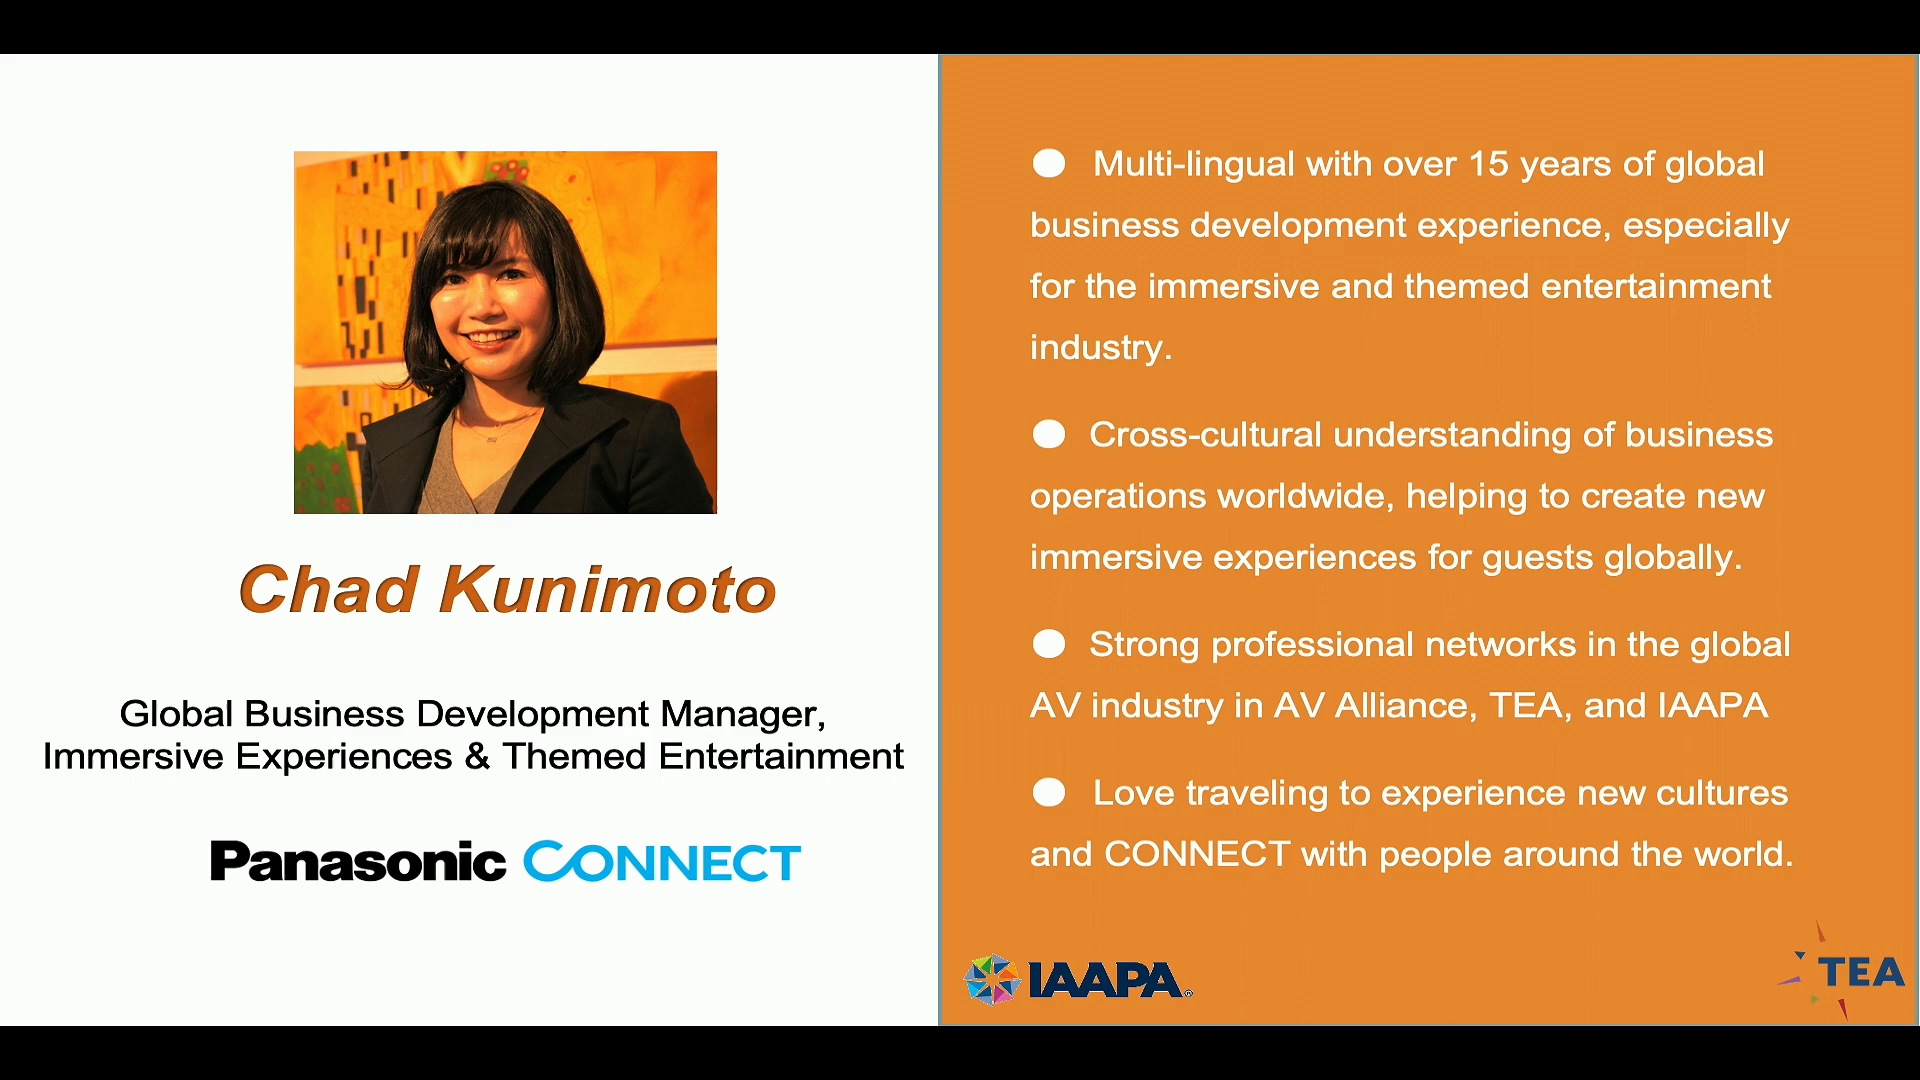 Chad Kunimoto
Global Business Development Manager,
Immersive Experiences & Themed Entertainment
Panasonic CONNECT
● Multi-lingual with over 15 years of global
business development experience, especially
for the immersive and themed entertainment
industry.
● Cross-cultural understanding of business
operations worldwide, helping to create new
immersive experiences for guests globally.
● Strong professional networks in the global
AV industry in AV Alliance, TEA, and IAAPA
● Love traveling to experience new cultures
and CONNECT with people around the world.
IAAPA®
TEA